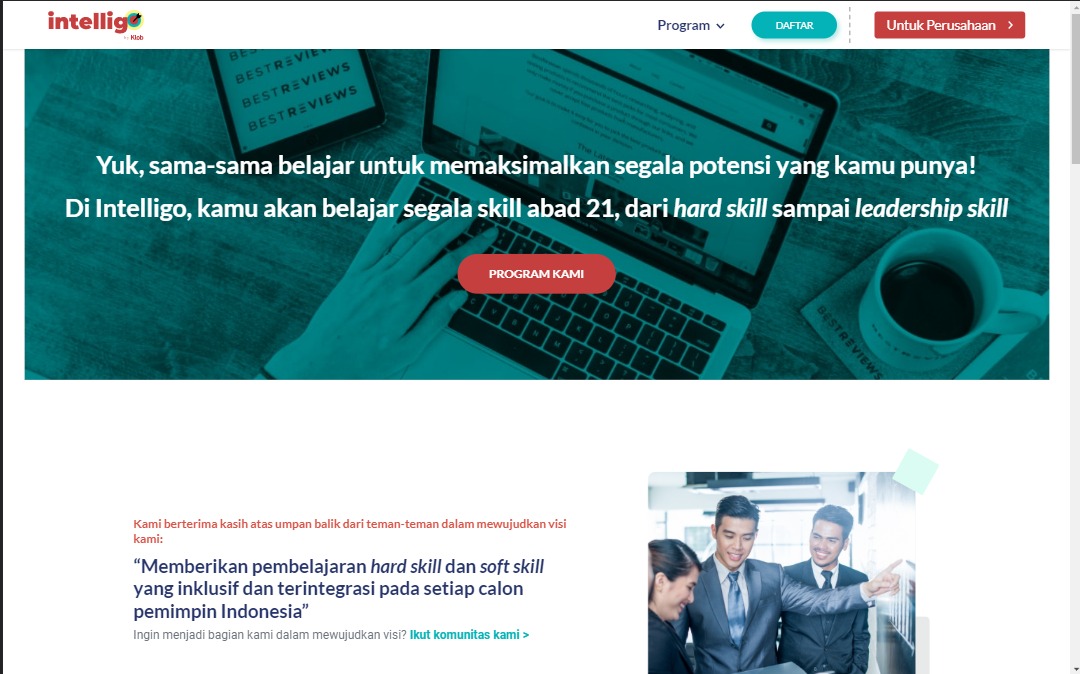 intelligo
by Klob
Program
DAFTAR
Untuk Perusahaan
BESTREVIEWS
BESTREVIEWS
BESTREVIEWS
Yuk, sama-sama belajar untuk memaksimalkan segala potensi yang kamu punya!
Di Intelligo, kamu akan belajar segala skill abad 21, dari hard skill sampai leadership skill
PROGRAM KAMI
BESTREVIEWS
BESTREVIEWS
Kami berterima kasih atas umpan balik dari teman-teman dalam mewujudkan visi
kami:
“Memberikan pembelajaran hard skill dan soft skill
yang inklusif dan terintegrasi pada setiap calon
pemimpin Indonesia”
Ingin menjadi bagian kami dalam mewujudkan visi? Ikut komunitas kami >